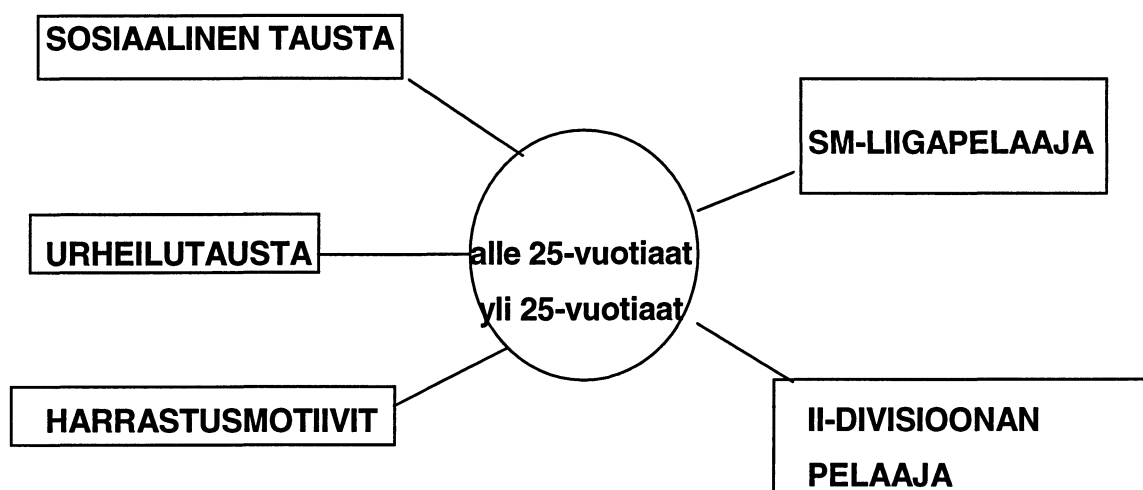 SOSIAALINEN TAUSTA
SM-LIIGAPELAAJA
URHEILUTAUSTA
alle 25-vuotiaat
yli 25-vuotiaat
HARRASTUSMOTIIVIT
II-DIVISIOONAN
PELAAJA